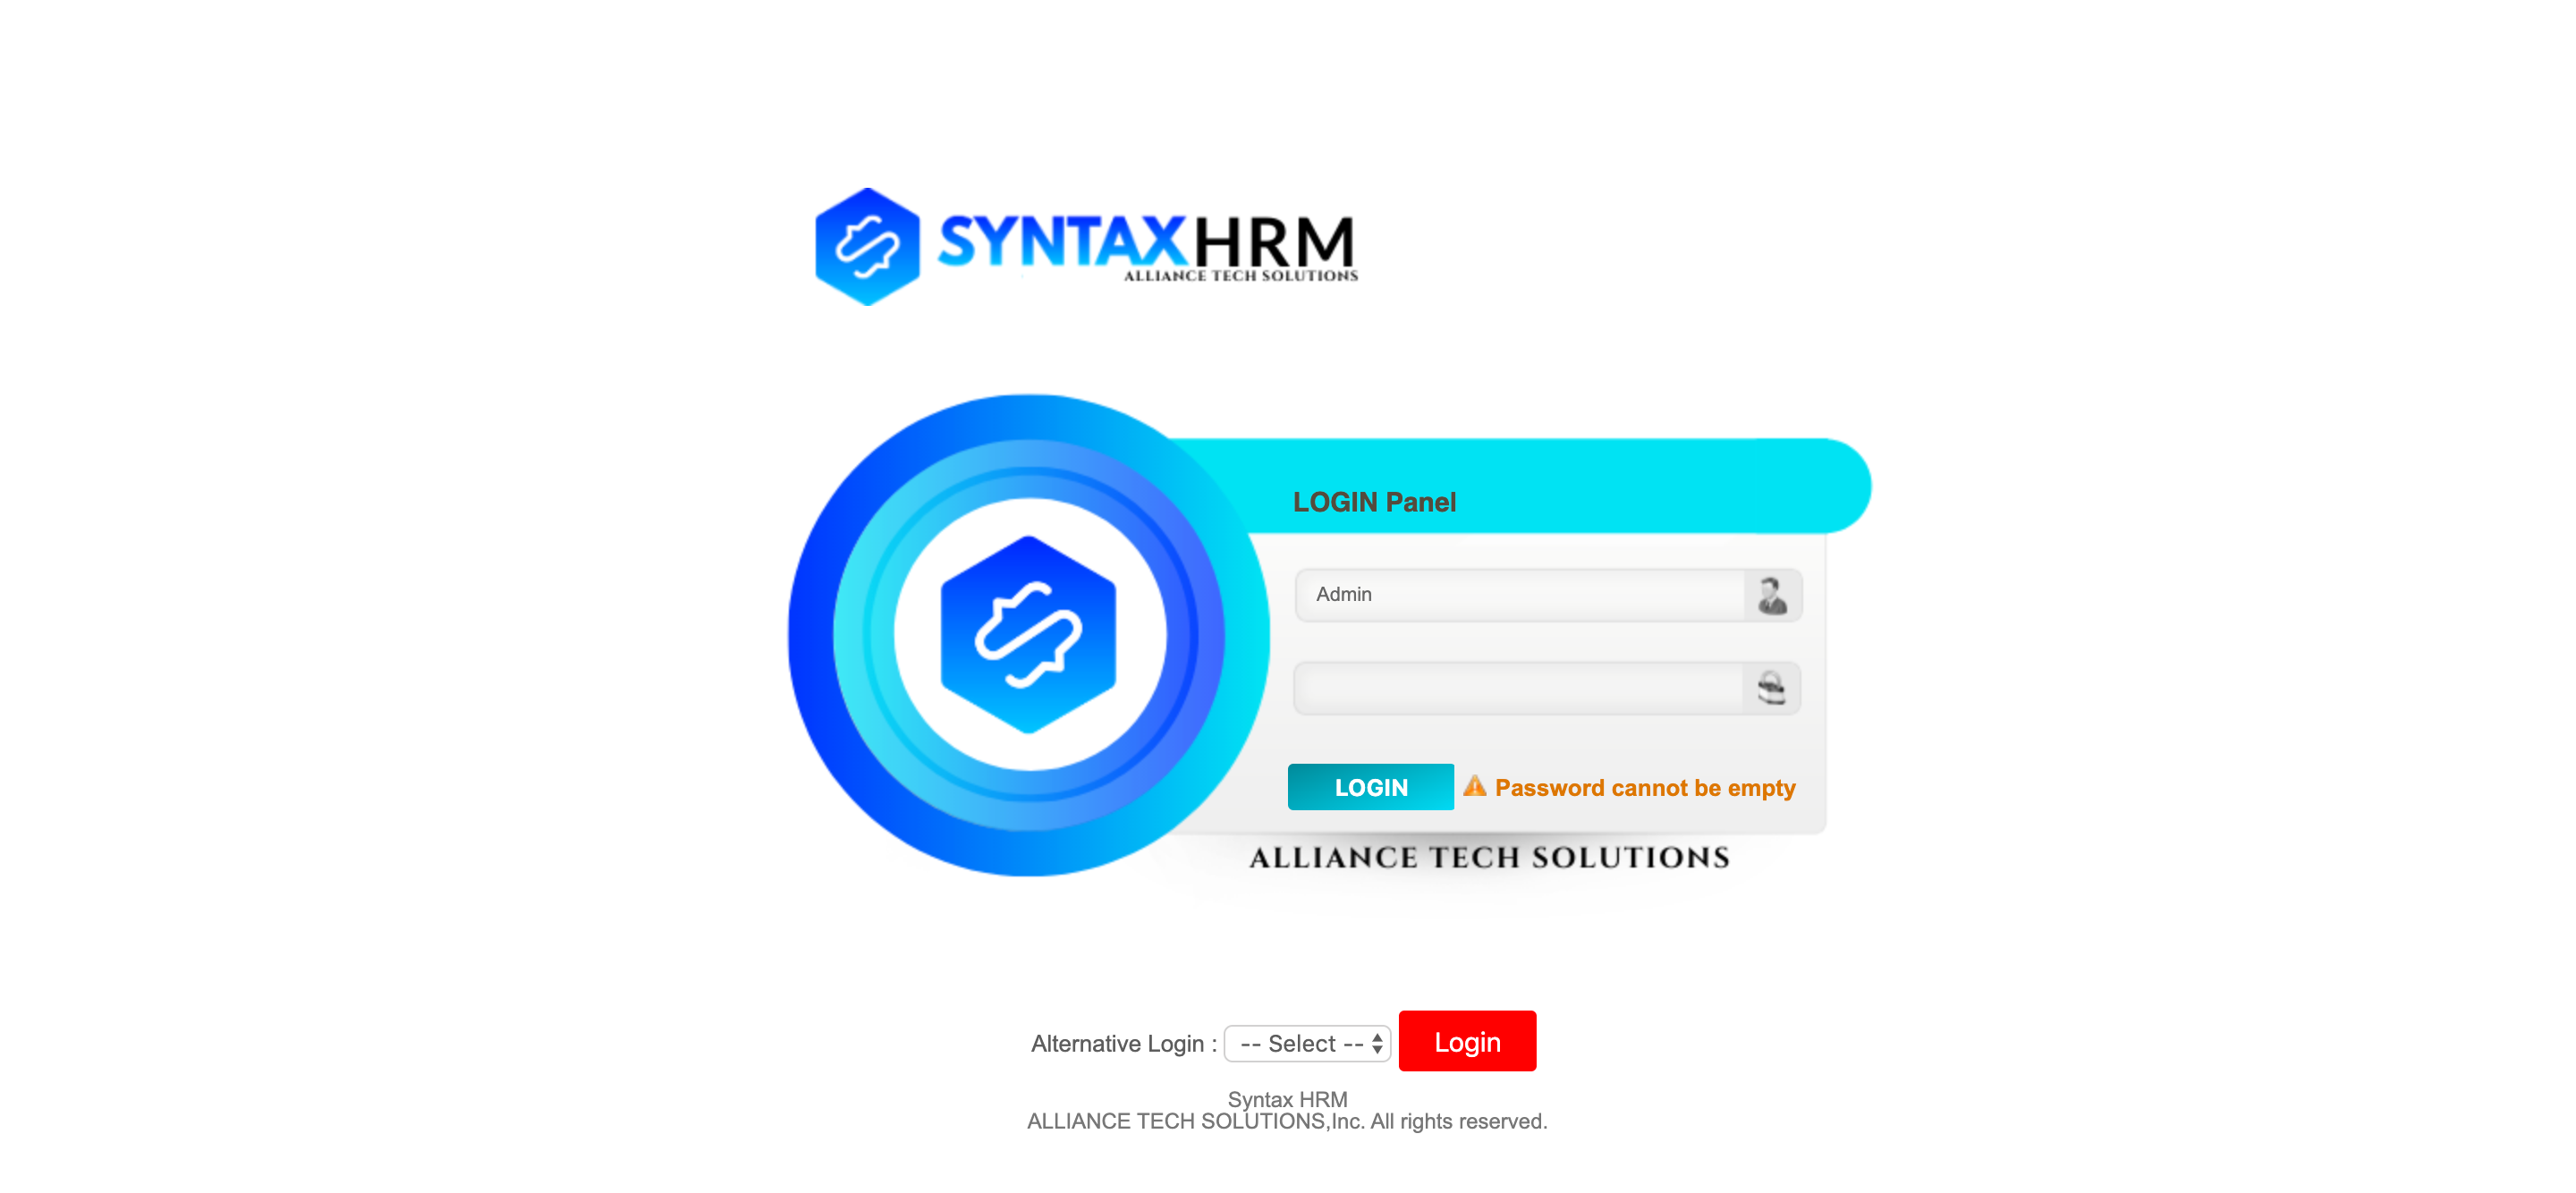 SYNTAXHRM
ALLIANCE TECH SOLUTIONS
LOGIN Panel
Admin
LOGIN Password cannot be empty
ALLIANCE TECH SOLUTIONS
Alternative Login : -- Select -- Login
Syntax HRM
ALLIANCE TECH SOLUTIONS,Inc. All rights reserved.